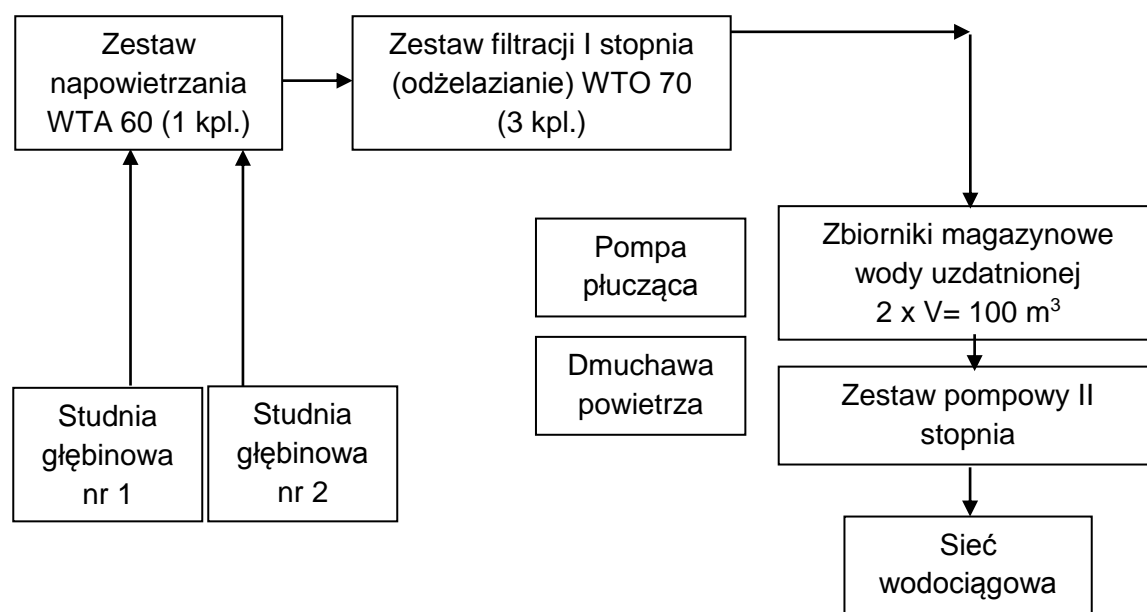 Zestaw
napowietrzania
WTA 60 (1 kpl.)
Zestaw filtracji I stopnia
(odżelazianie) WTO 70
(3 kpl.)
Pompa
płucząca
Zbiorniki magazynowe
wody uzdatnionej
2 x V= 100 m³
Dmuchawa
powietrza
Zestaw pompowy II
stopnia
Studnia
głębinowa
nr 1
Studnia
głębinowa
nr 2
Sieć
wodociągowa